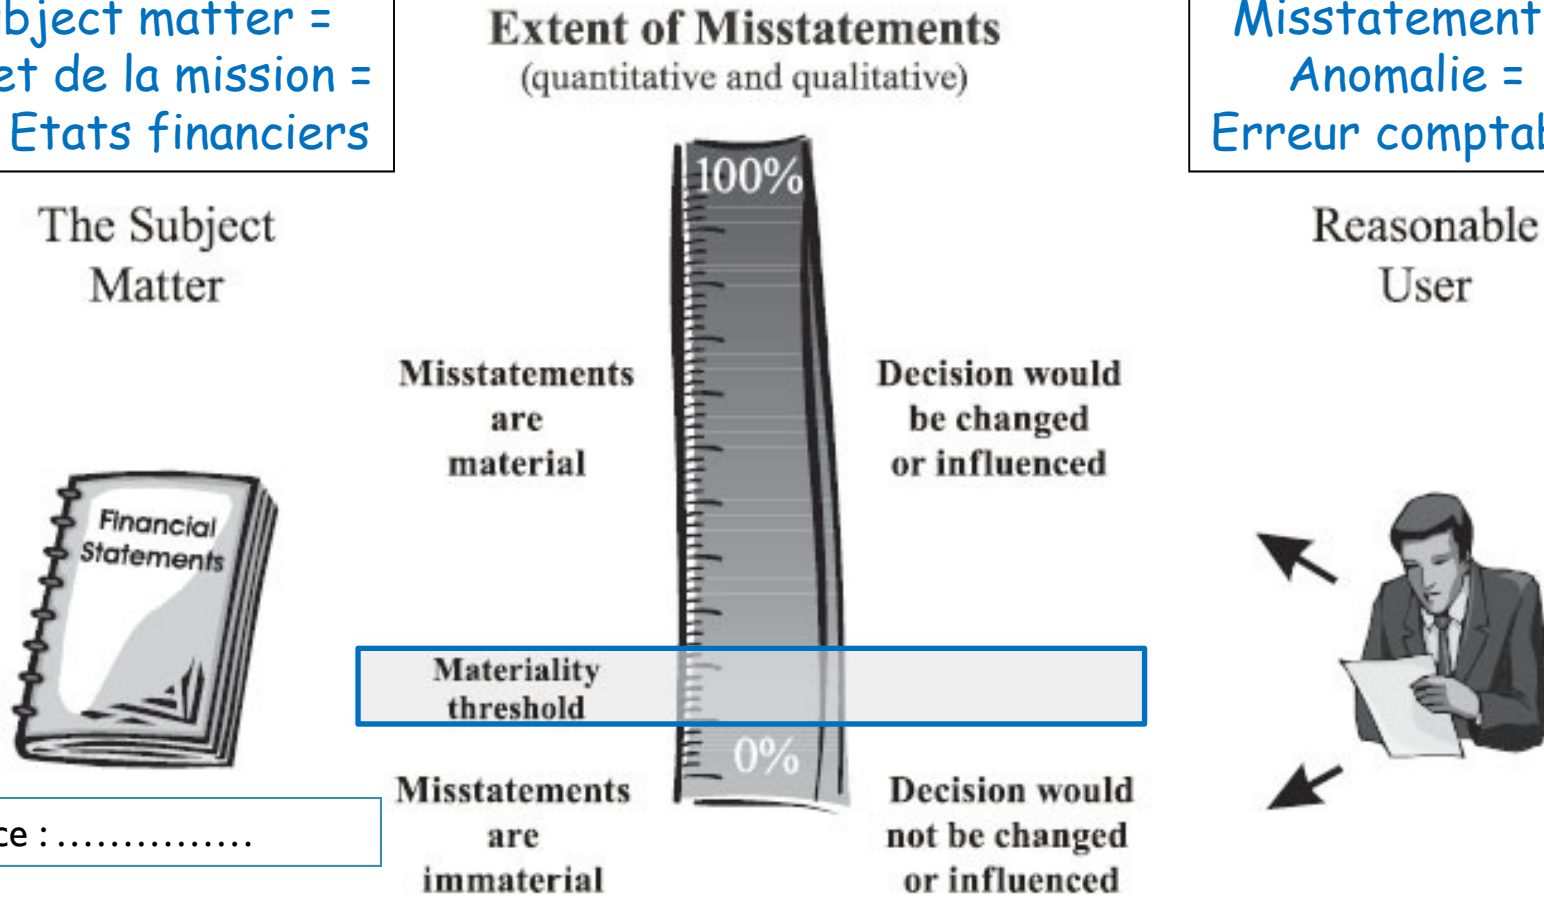 bject matter =
et de la mission =
Etats financiers
Extent of Misstatements
(quantitative and qualitative)
Misstatement
Anomalie =
Erreur comptab
The Subject
Matter
100%
Reasonable
User
Misstatements
are
material
Decision would
be changed
or influenced
Financial
Statements
Materiality
threshold
0%
Misstatements
are
immaterial
Decision would
not be changed
or influenced
ce : ...............